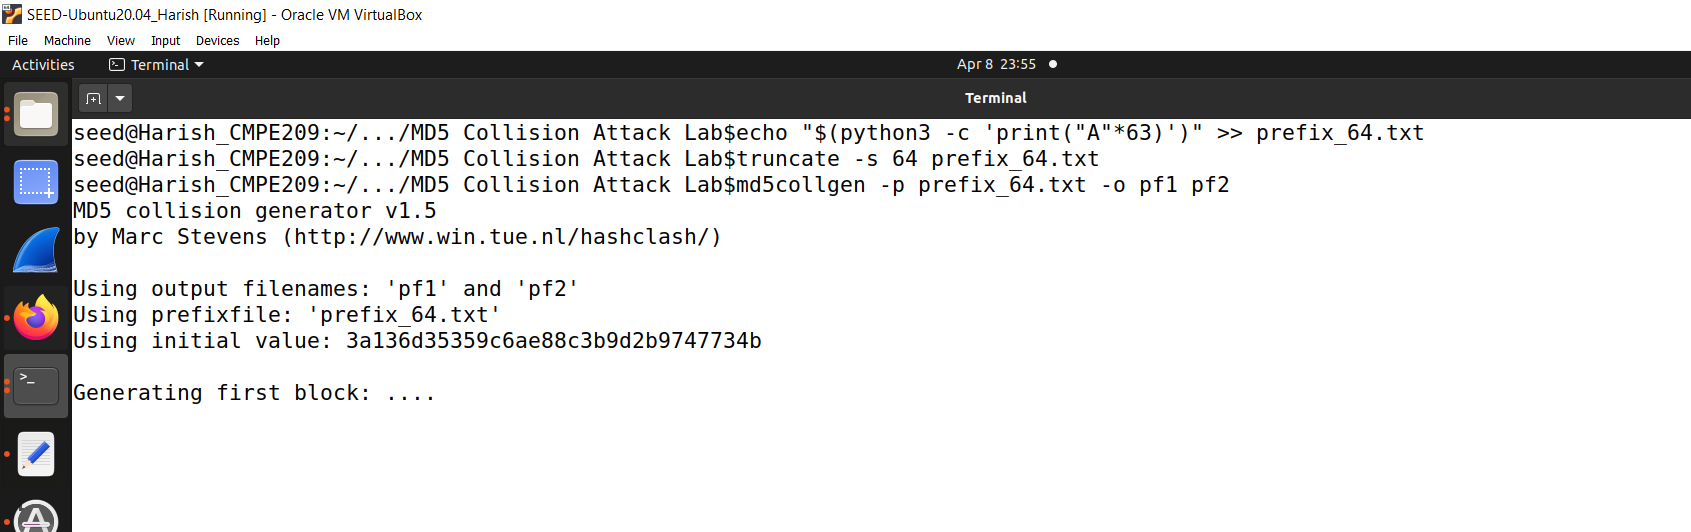 SEED-Ubuntu20.04_Harish [Running] - Oracle VM VirtualBox
File Machine View Input Devices Help
Activities Terminal Apr 8 23:55
Terminal
seed@Harish_CMPE209:~/.../MD5 Collision Attack Lab$echo "$(python3 -c 'print("A"*63)')" >> prefix_64.txt
seed@Harish_CMPE209:~/.../MD5 Collision Attack Lab$truncate -s 64 prefix_64.txt
seed@Harish_CMPE209:~/.../MD5 Collision Attack Lab$md5collgen -p prefix_64.txt -o pf1 pf2
MD5 collision generator v1.5
by Marc Stevens (http://www.win.tue.nl/hashclash/)
Using output filenames: 'pf1' and 'pf2'
Using prefixfile: 'prefix_64.txt'
Using initial value: 3a136d35359c6ae88c3b9d2b9747734b
Generating first block: ....